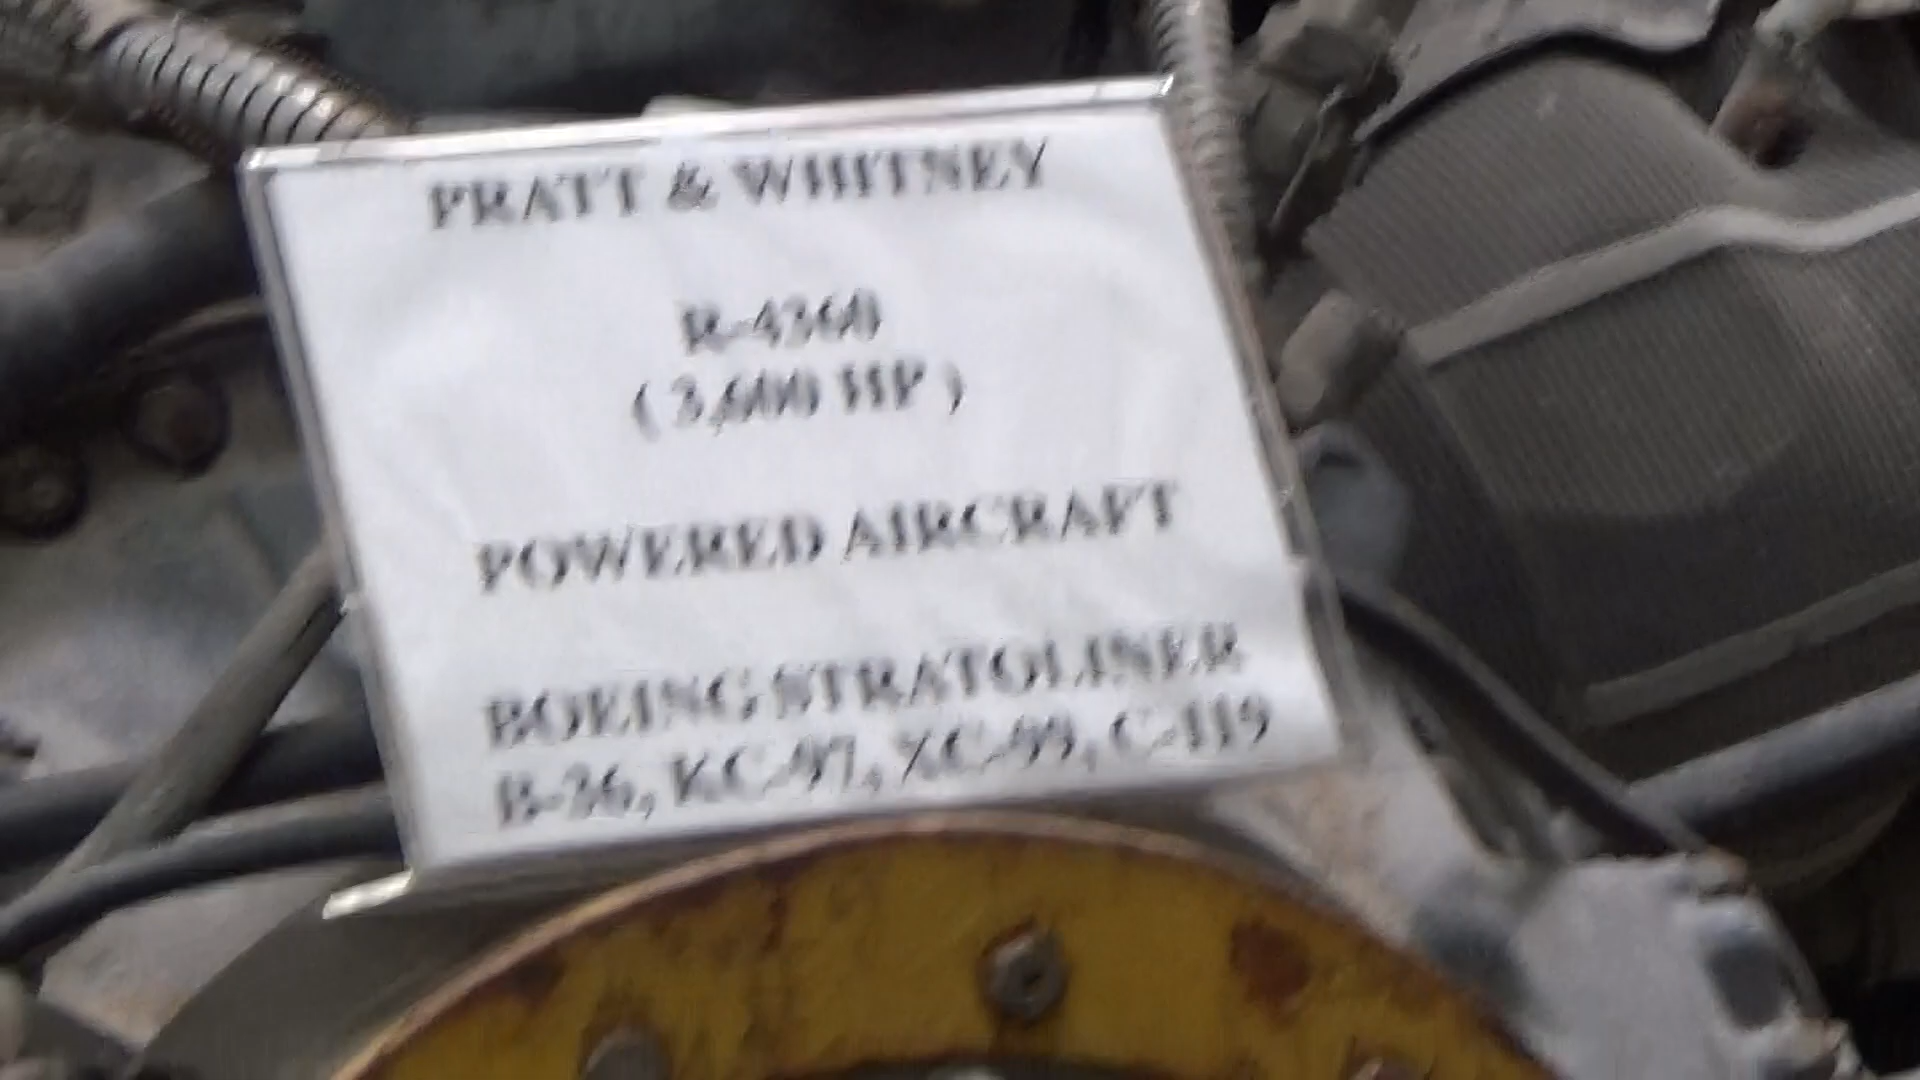 PRATT & WHITNEY
R-4360
( 3,600 HP )
POWERED AIRCRAFT
BOEING STRATOLINER
B-36, KC-97, XC-99, C-119